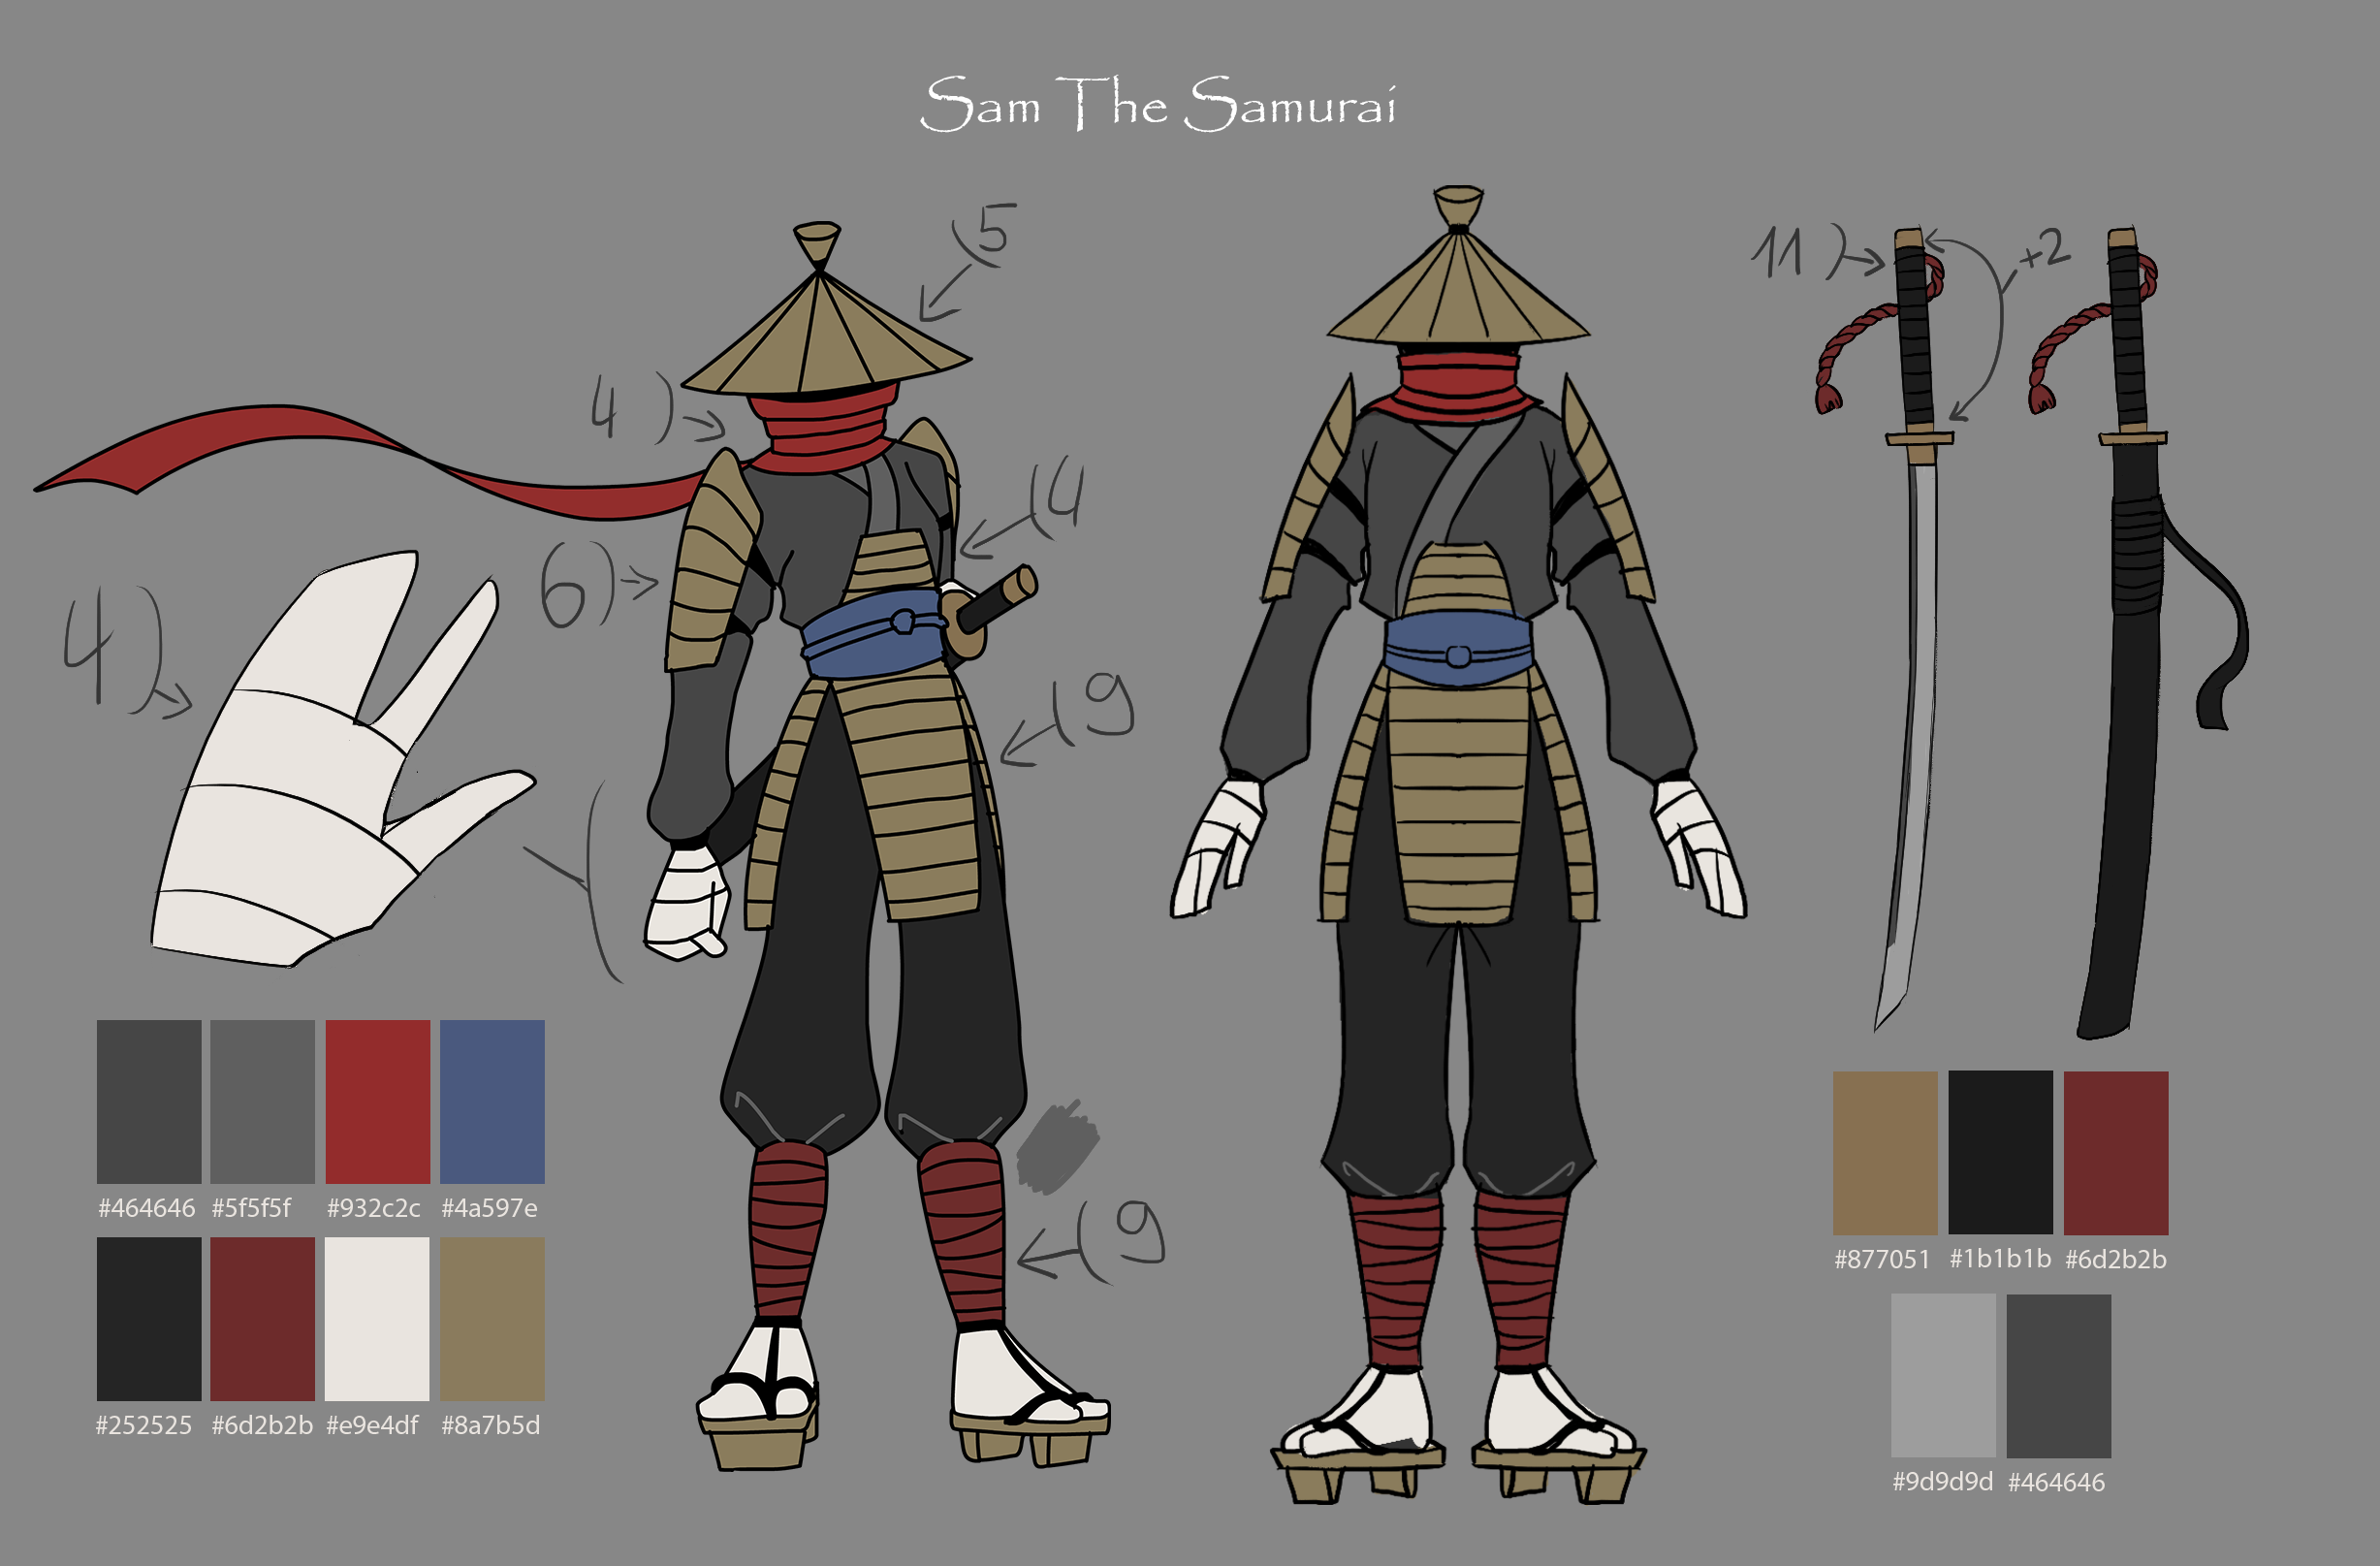 Sam The Samurai
5
11
+2
4
4
6
4
9
9
#464646 #5f5f5f #932c2c #4a597e
#252525 #6d2b2b #e9e4df #8a7b5d
#877051 #1b1b1b #6d2b2b
#9d9d9d #464646